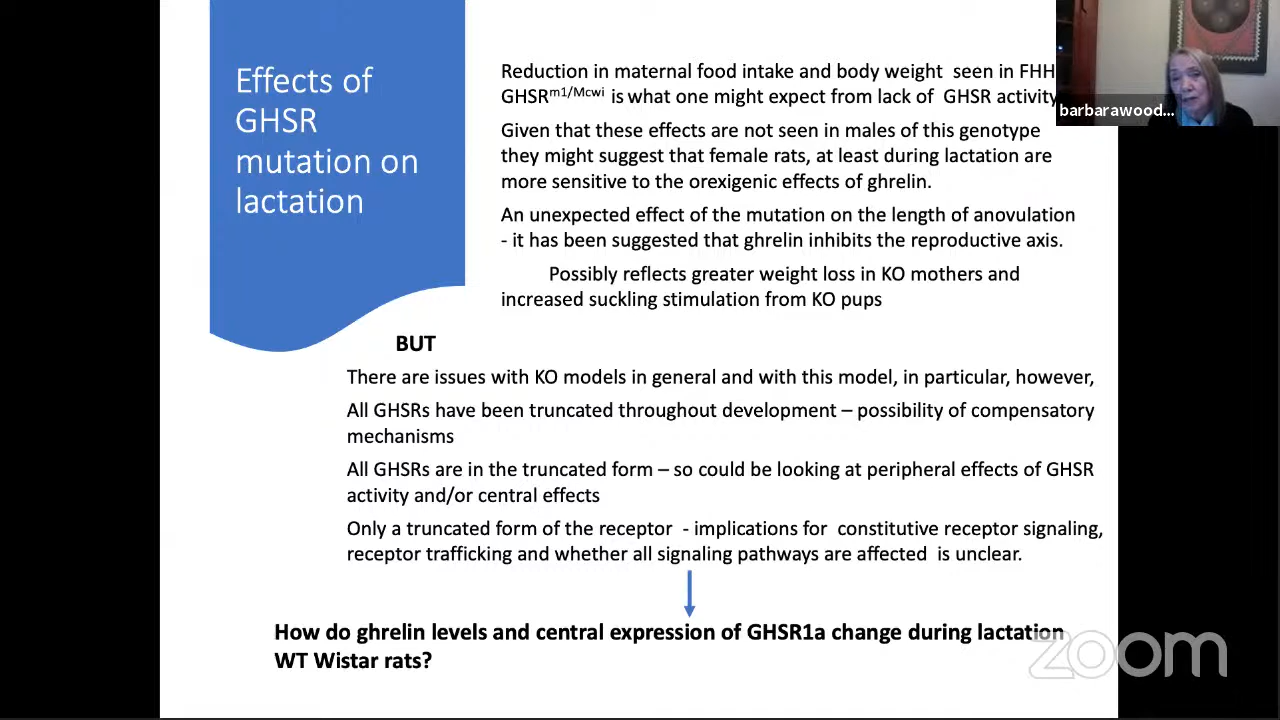 Effects of
GHSR
mutation on
lactation
Reduction in maternal food intake and body weight seen in FHH
GHSRm1/Mcwi is what one might expect from lack of GHSR activity
Given that these effects are not seen in males of this genotype
they might suggest that female rats, at least during lactation are
more sensitive to the orexigenic effects of ghrelin.
An unexpected effect of the mutation on the length of anovulation
- it has been suggested that ghrelin inhibits the reproductive axis.
Possibly reflects greater weight loss in KO mothers and
increased suckling stimulation from KO pups
BUT
There are issues with KO models in general and with this model, in particular, however,
All GHSRs have been truncated throughout development – possibility of compensatory
mechanisms
All GHSRs are in the truncated form – so could be looking at peripheral effects of GHSR
activity and/or central effects
Only a truncated form of the receptor - implications for constitutive receptor signaling,
receptor trafficking and whether all signaling pathways are affected is unclear.
How do ghrelin levels and central expression of GHSR1a change during lactation
WT Wistar rats?
barbarawood...
zoom